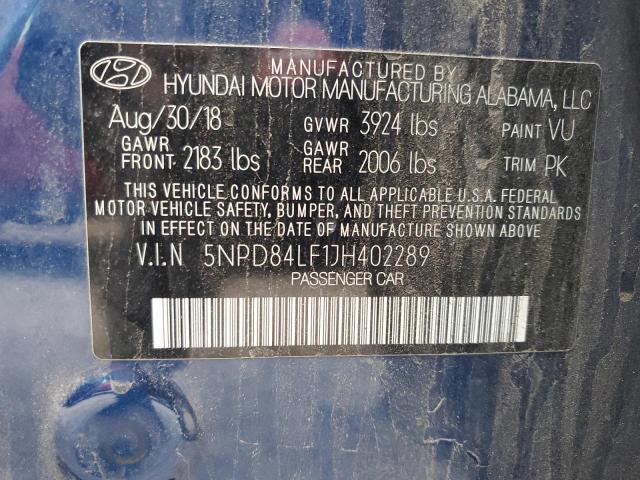 MANUFACTURED BY
HYUNDAI MOTOR MANUFACTURING ALABAMA, LLC
Aug/30/18 GVWR 3924 lbs PAINT VU
GAWR FRONT 2183 lbs GAWR REAR 2006 lbs TRIM PK
THIS VEHICLE CONFORMS TO ALL APPLICABLE U.S.A. FEDERAL
MOTOR VEHICLE SAFETY, BUMPER, AND THEFT PREVENTION STANDARDS
IN EFFECT ON THE DATE OF MANUFACTURE SHOWN ABOVE
V.I.N 5NPD84LF1JH402289
PASSENGER CAR